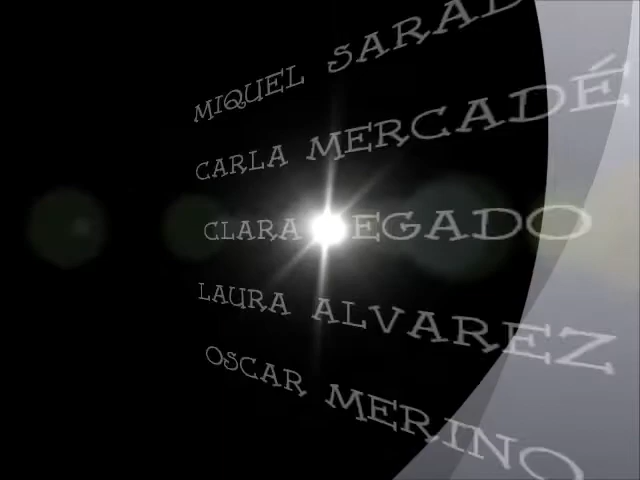 MIQUEL
CARLA MERCADÉ
CLARA
LAURA ALVAREZ
OSCAR MERINO